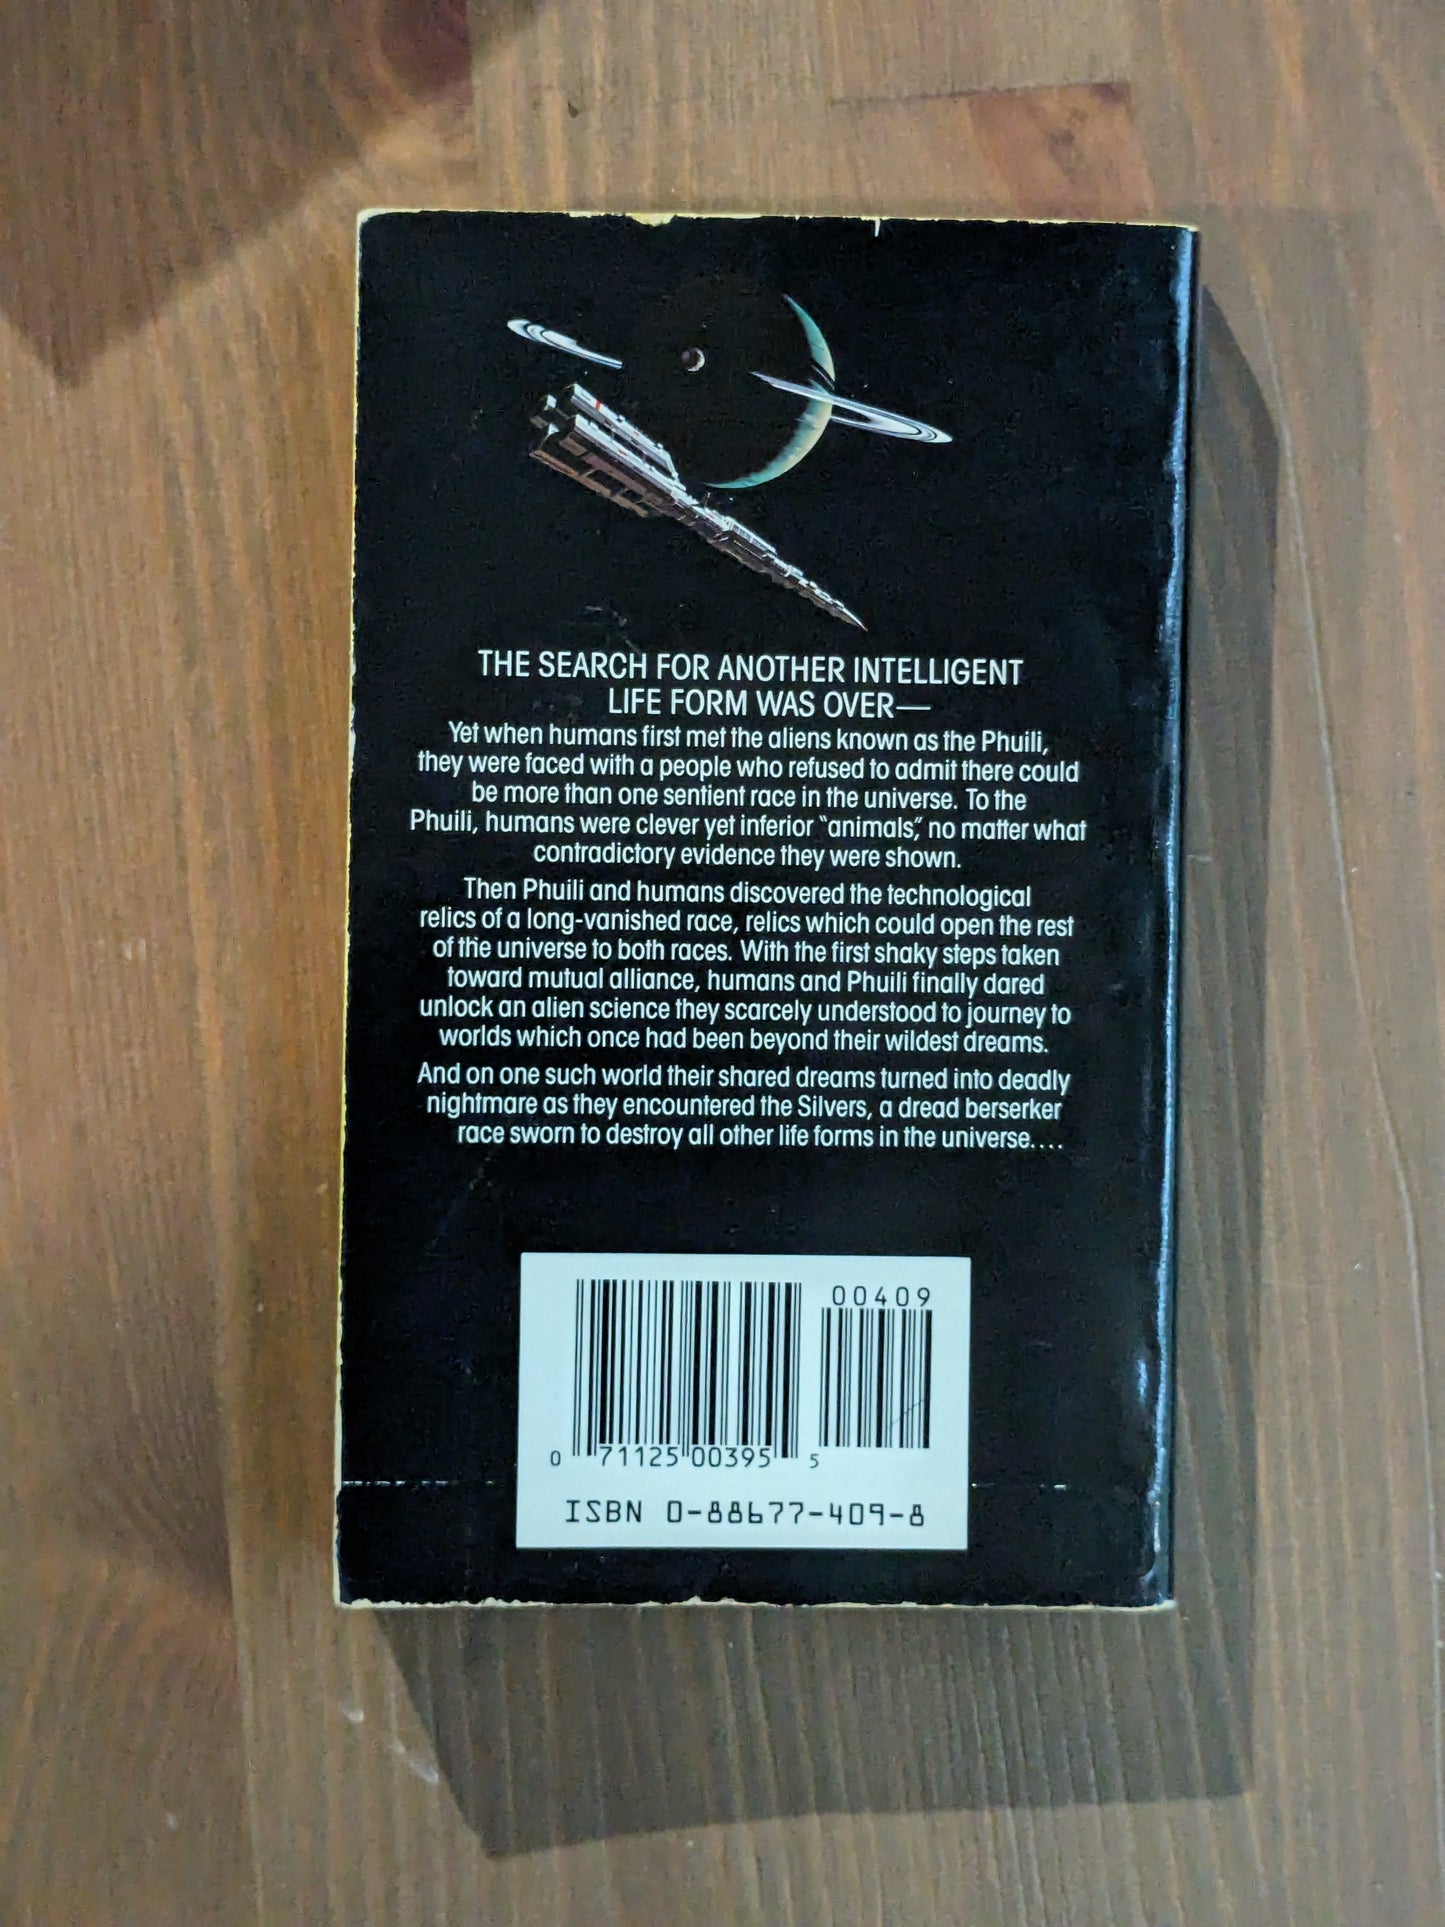 THE SEARCH FOR ANOTHER INTELLIGENT
LIFE FORM WAS OVER—
Yet when humans first met the aliens known as the Phuili,
they were faced with a people who refused to admit there could
be more than one sentient race in the universe. To the
Phuili, humans were clever yet inferior "animals," no matter what
contradictory evidence they were shown.
Then Phuili and humans discovered the technological
relics of a long-vanished race, relics which could open the rest
of the universe to both races. With the first shaky steps taken
toward mutual alliance, humans and Phuili finally dared
unlock an alien science they scarcely understood to journey to
worlds which once had been beyond their wildest dreams.
And on one such world their shared dreams turned into deadly
nightmare as they encountered the Silvers, a dread berserker
race sworn to destroy all other life forms in the universe....
00409
0 71125 00395 5
ISBN 0-88677-409-8